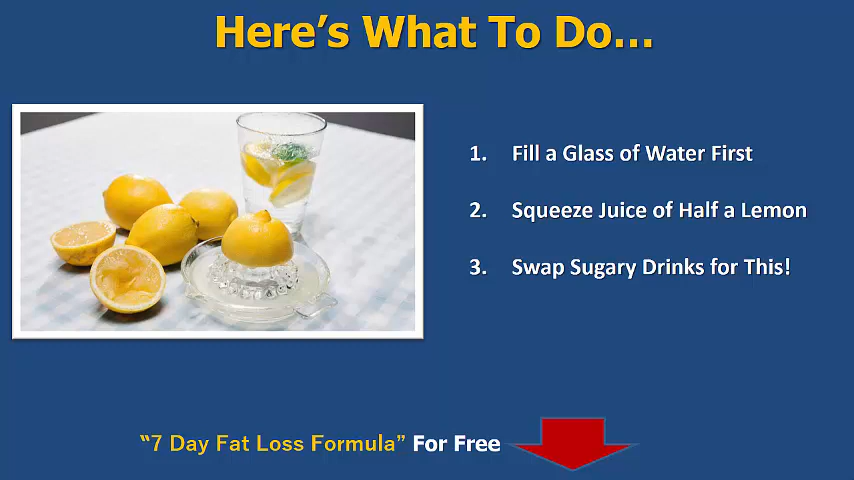 Here’s What To Do...
1. Fill a Glass of Water First
2. Squeeze Juice of Half a Lemon
3. Swap Sugary Drinks for This!
“7 Day Fat Loss Formula” For Free